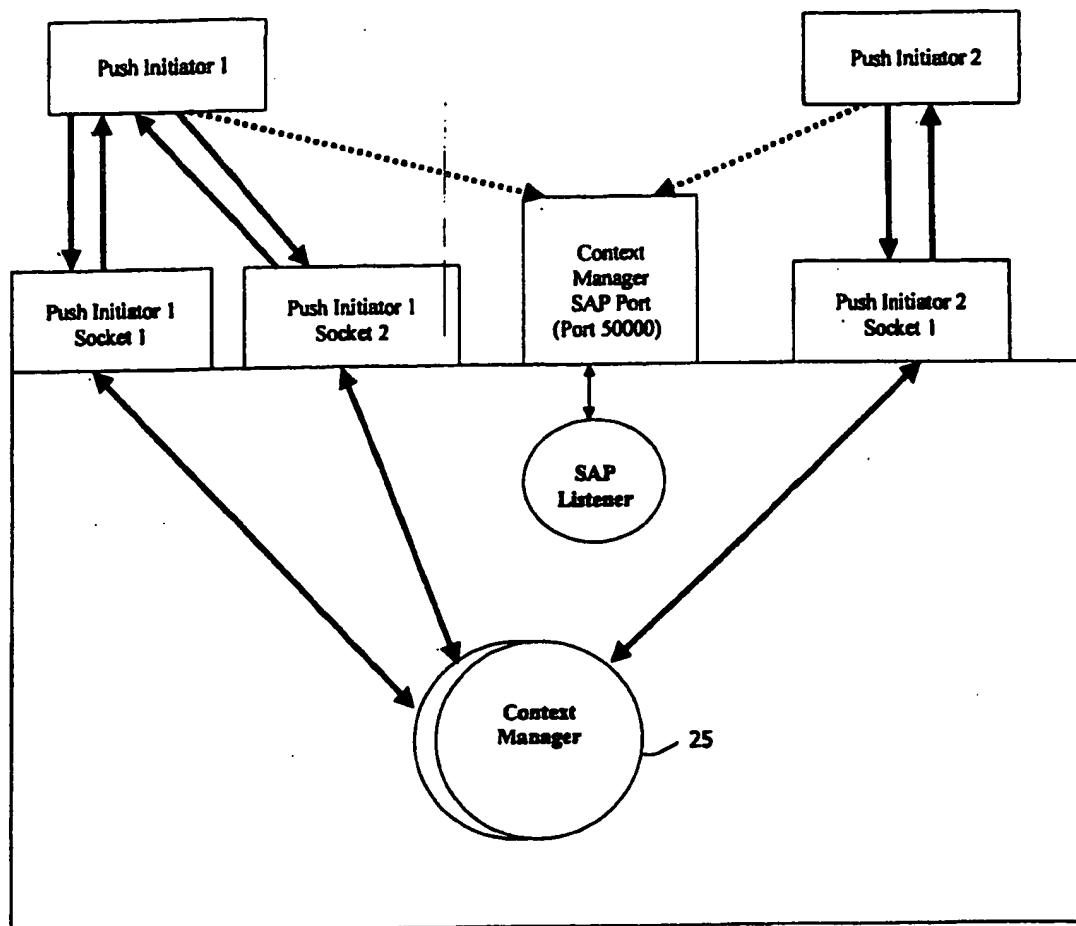 Push Initiator 1
Push Initiator 2
Context
Manager
SAP Port
(Port 50000)
Push Initiator 1
Socket 1
Push Initiator 1
Socket 2
Push Initiator 2
Socket 1
SAP
Listener
Context
Manager
25